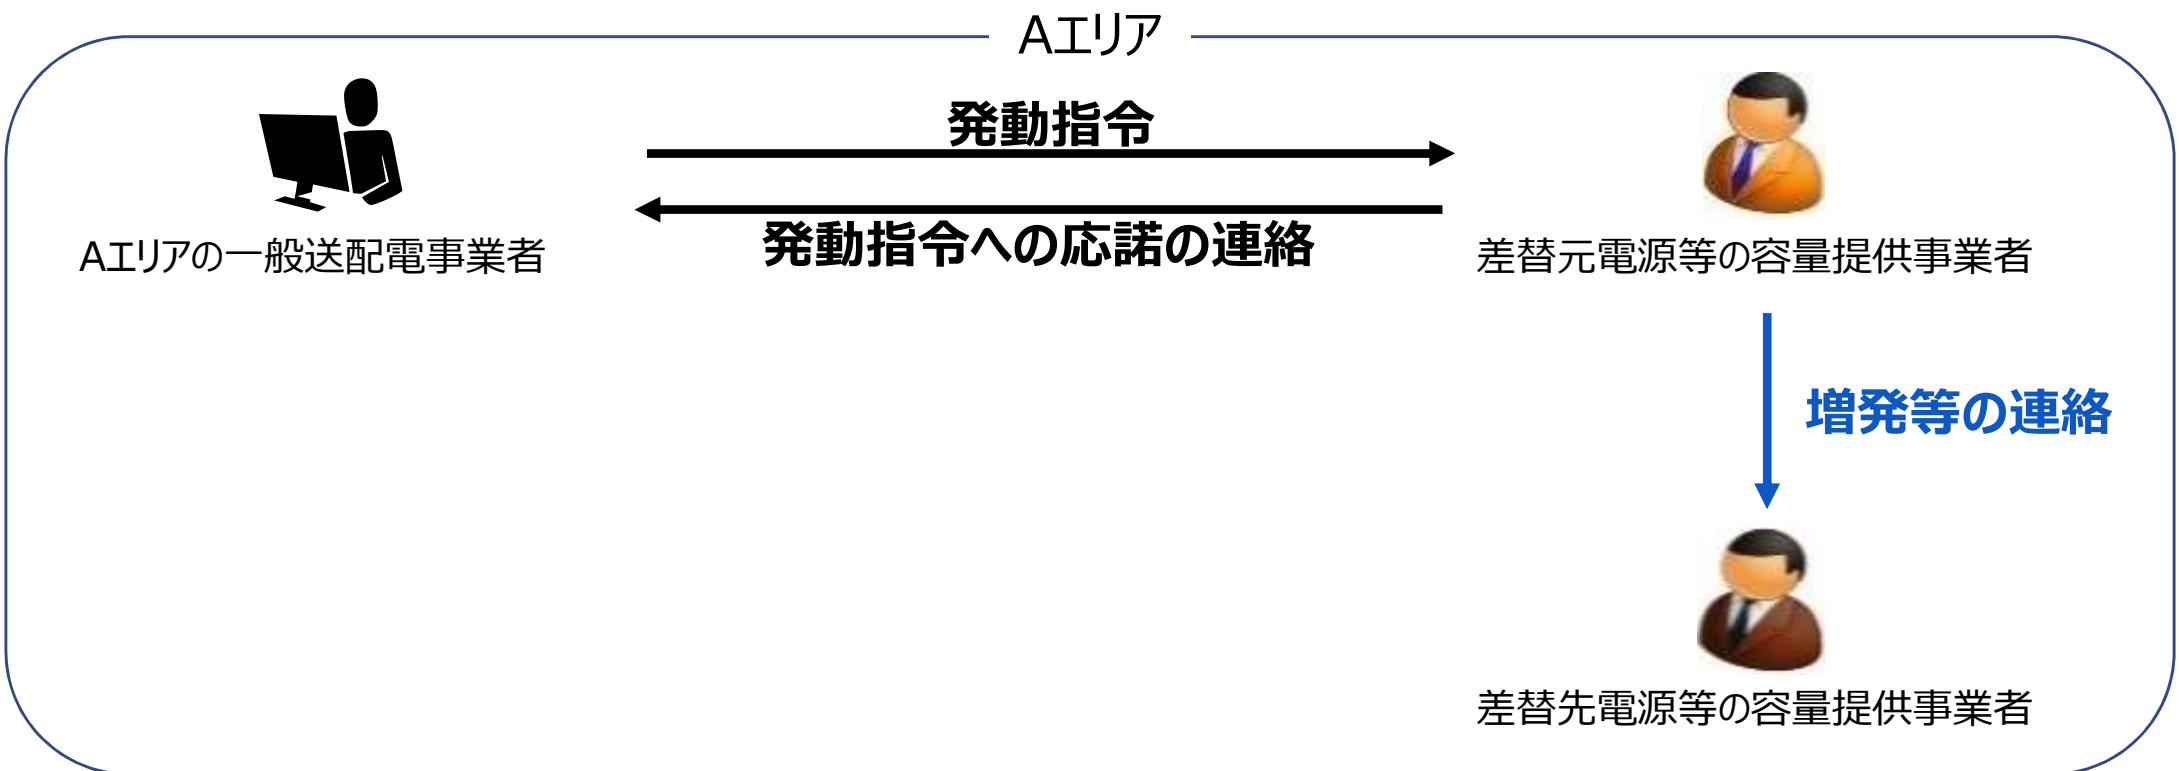 Aエリア
発動指令
発動指令への応諾の連絡
Aエリアの一般送配電事業者
差替元電源等の容量提供事業者
増発等の連絡
差替先電源等の容量提供事業者